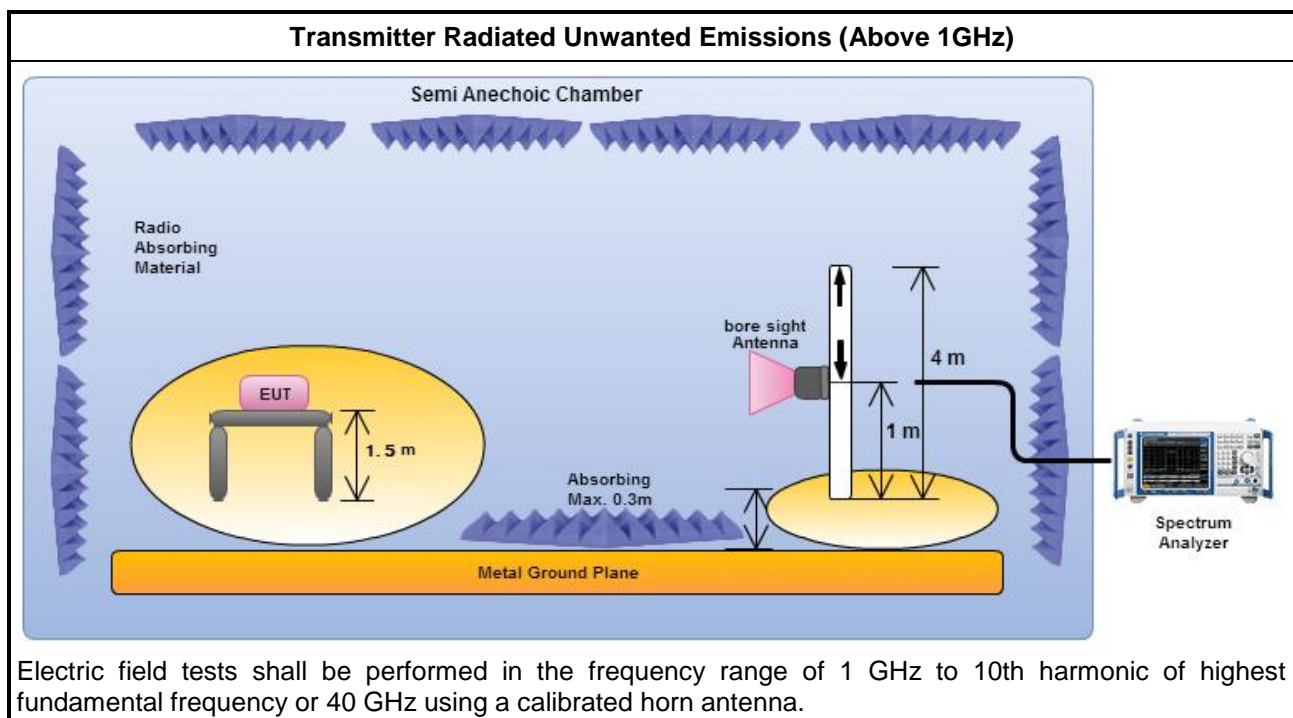 Transmitter Radiated Unwanted Emissions (Above 1GHz)
Semi Anechoic Chamber
Radio
Absorbing
Material
bore sight
Antenna
4 m
EUT
1 m
1.5 m
Absorbing
Max. 0.3m
Spectrum
Analyzer
Metal Ground Plane
Electric field tests shall be performed in the frequency range of 1 GHz to 10th harmonic of highest
fundamental frequency or 40 GHz using a calibrated horn antenna.